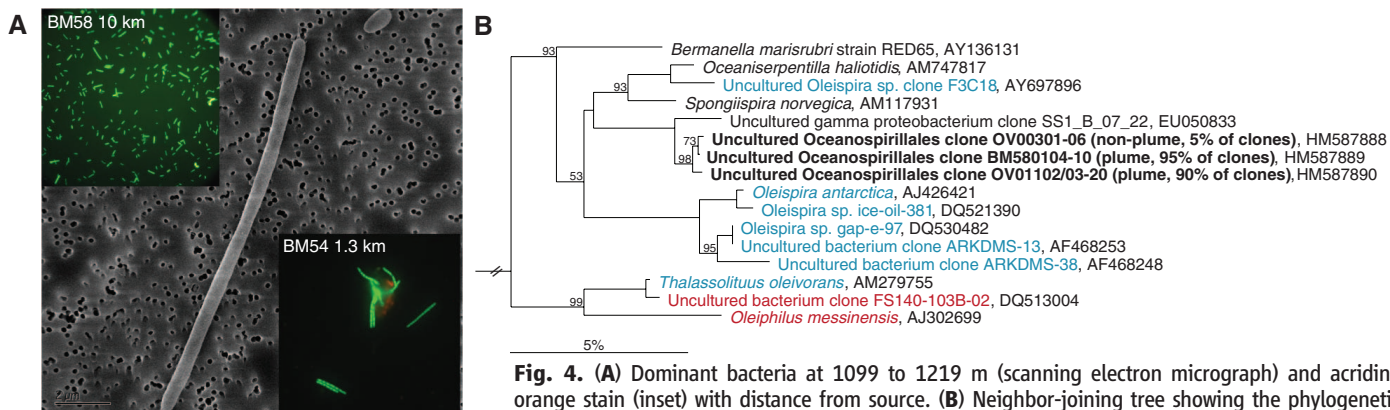 A
BM58 10 km
BM54 1.3 km
2 µm
B
93
Bermanella marisrubri strain RED65, AY136131
Oceaniserpentilla haliotidis, AM747817
93
Uncultured Oleispira sp. clone F3C18, AY697896
Spongiispira norvegica, AM117931
Uncultured gamma proteobacterium clone SS1_B_07_22, EU050833
73
Uncultured Oceanospirillales clone OV00301-06 (non-plume, 5% of clones), HM587888
98
Uncultured Oceanospirillales clone BM580104-10 (plume, 95% of clones), HM587889
Uncultured Oceanospirillales clone OV01102/03-20 (plume, 90% of clones), HM587890
53
Oleispira antarctica, AJ426421
Oleispira sp. ice-oil-381, DQ521390
Oleispira sp. gap-e-97, DQ530482
95
Uncultured bacterium clone ARKDMS-13, AF468253
Uncultured bacterium clone ARKDMS-38, AF468248
Thalassolituus oleivorans, AM279755
99
Uncultured bacterium clone FS140-103B-02, DQ513004
Oleiphilus messinensis, AJ302699
5%
Fig. 4. (A) Dominant bacteria at 1099 to 1219 m (scanning electron micrograph) and acridin
orange stain (inset) with distance from source. (B) Neighbor-joining tree showing the phylogeneti